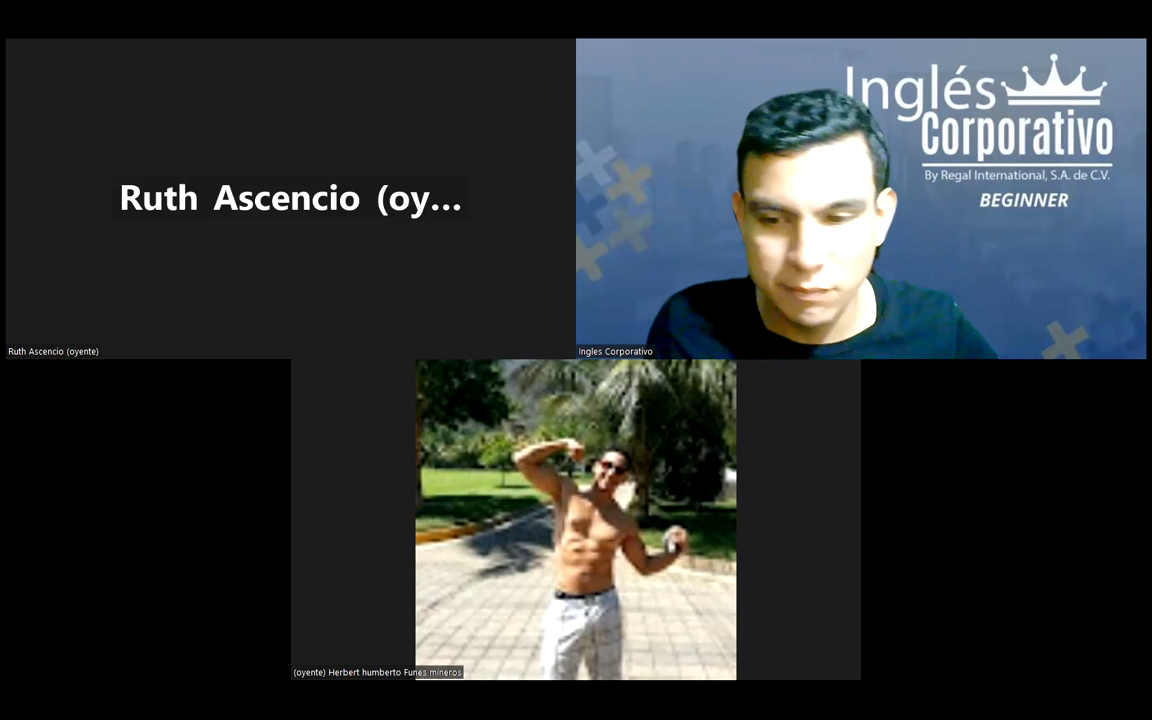 Ruth Ascencio (oy...
Inglés
Corporativo
By Regal International, S.A. de C.V.
BEGINNER
Ruth Ascencio (oyente)
Ingles Corporativo
(oyente) Herbert humberto Funes mineros